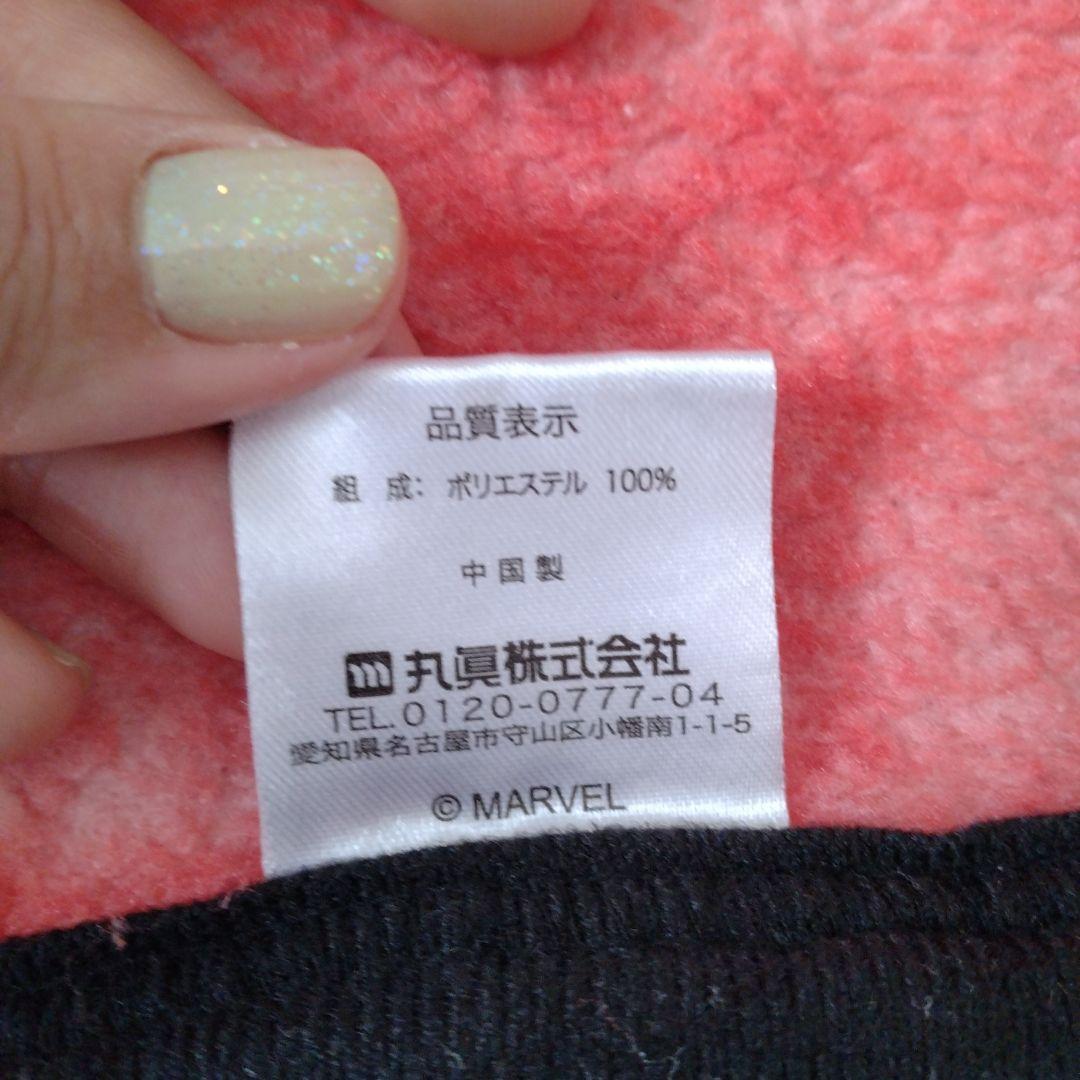 品質表示
組 成: ポリエステル 100%
中国製
丸眞株式会社
TEL.0120-0777-04
愛知県名古屋市守山区小幡南1-1-5
© MARVEL